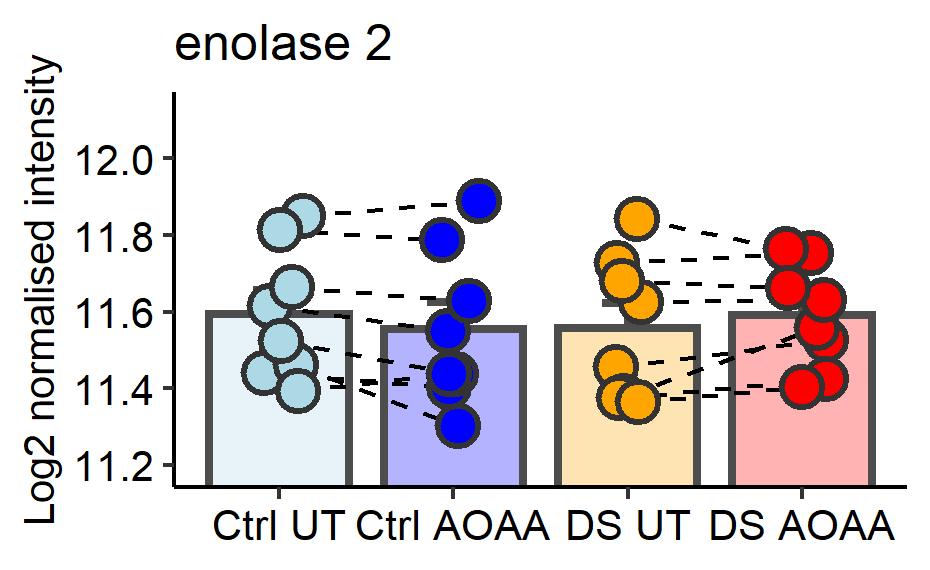 enolase 2
Log2 normalised intensity
12.0
11.8
11.6
11.4
11.2
Ctrl UT Ctrl AOAA DS UT DS AOAA